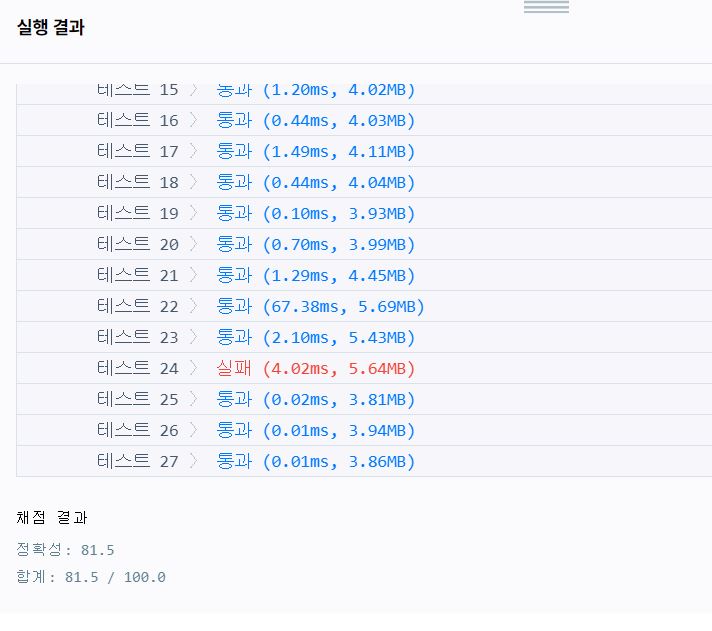 실행 결과
테스트 15 〉 통과 (1.20ms, 4.02MB)
테스트 16 〉 통과 (0.44ms, 4.03MB)
테스트 17 〉 통과 (1.49ms, 4.11MB)
테스트 18 〉 통과 (0.44ms, 4.04MB)
테스트 19 〉 통과 (0.10ms, 3.93MB)
테스트 20 〉 통과 (0.70ms, 3.99MB)
테스트 21 〉 통과 (1.29ms, 4.45MB)
테스트 22 〉 통과 (67.38ms, 5.69MB)
테스트 23 〉 통과 (2.10ms, 5.43MB)
테스트 24 〉 실패 (4.02ms, 5.64MB)
테스트 25 〉 통과 (0.02ms, 3.81MB)
테스트 26 〉 통과 (0.01ms, 3.94MB)
테스트 27 〉 통과 (0.01ms, 3.86MB)
채점 결과
정확성: 81.5
합계: 81.5 / 100.0